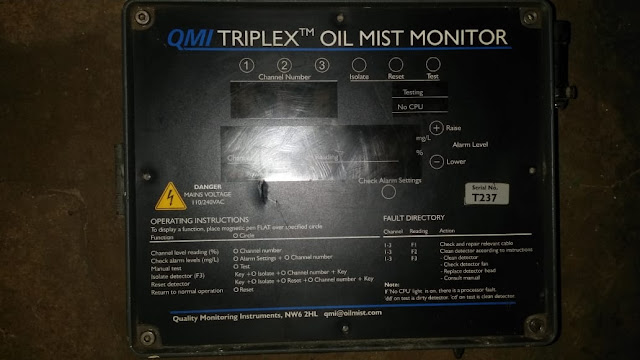 QMI TRIPLEX™ OIL MIST MONITOR
1 2 3
Channel Number Isolate Reset Test
Testing
No CPU
mg/L + Raise
% Alarm Level
Reading - Lower
Check Alarm Settings
DANGER
MAINS VOLTAGE
110/240VAC
Serial No.
T237
OPERATING INSTRUCTIONS
To display a function, place magnetic pen FLAT over specified circle
Function O Circle
Channel level reading (%) O Channel number
Check alarm levels (mg/L) O Alarm Settings + O Channel number
Manual test O Test
Isolate detector (F3) Key +O Isolate +O Channel number + Key
Reset detector Key +O Isolate +O Reset +O Channel number + Key
Return to normal operation O Reset
FAULT DIRECTORY
Channel Reading Action
1-3 F1 Check and repair relevant cable
1-3 F2 Clean detector according to instructions
1-3 F3 - Clean detector
- Check detector fan
- Replace detector head
- Consult manual
Note:
If 'No CPU' light is on, there is a processor fault.
'dd' on test is dirty detector. 'cd' on test is clean detector.
Quality Monitoring Instruments, NW6 2HL qmi@oilmist.com